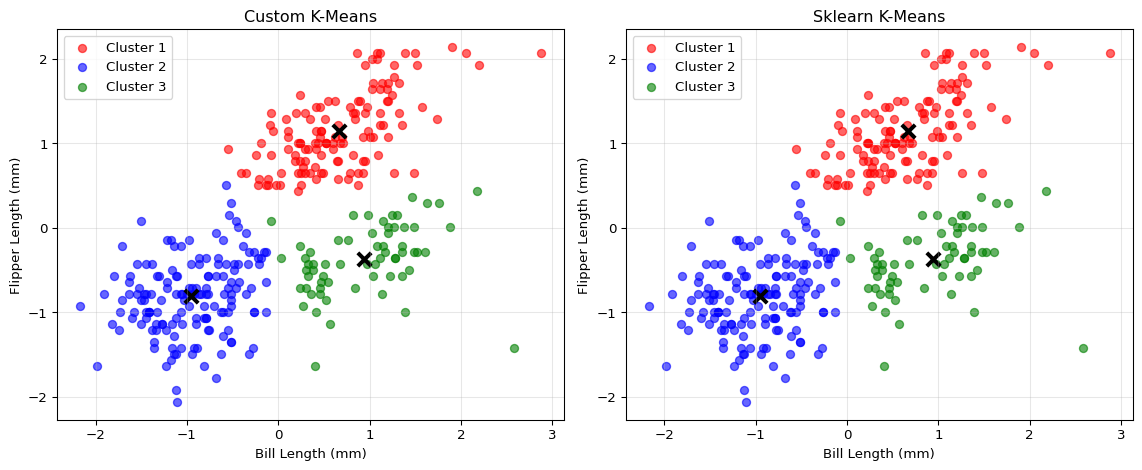 Custom K-Means
Cluster 1
Cluster 2
Cluster 3
2
1
0
−1
−2
Flipper Length (mm)
−2
−1
0
1
2
3
Bill Length (mm)
Sklearn K-Means
Cluster 1
Cluster 2
Cluster 3
2
1
0
−1
−2
Flipper Length (mm)
−2
−1
0
1
2
3
Bill Length (mm)